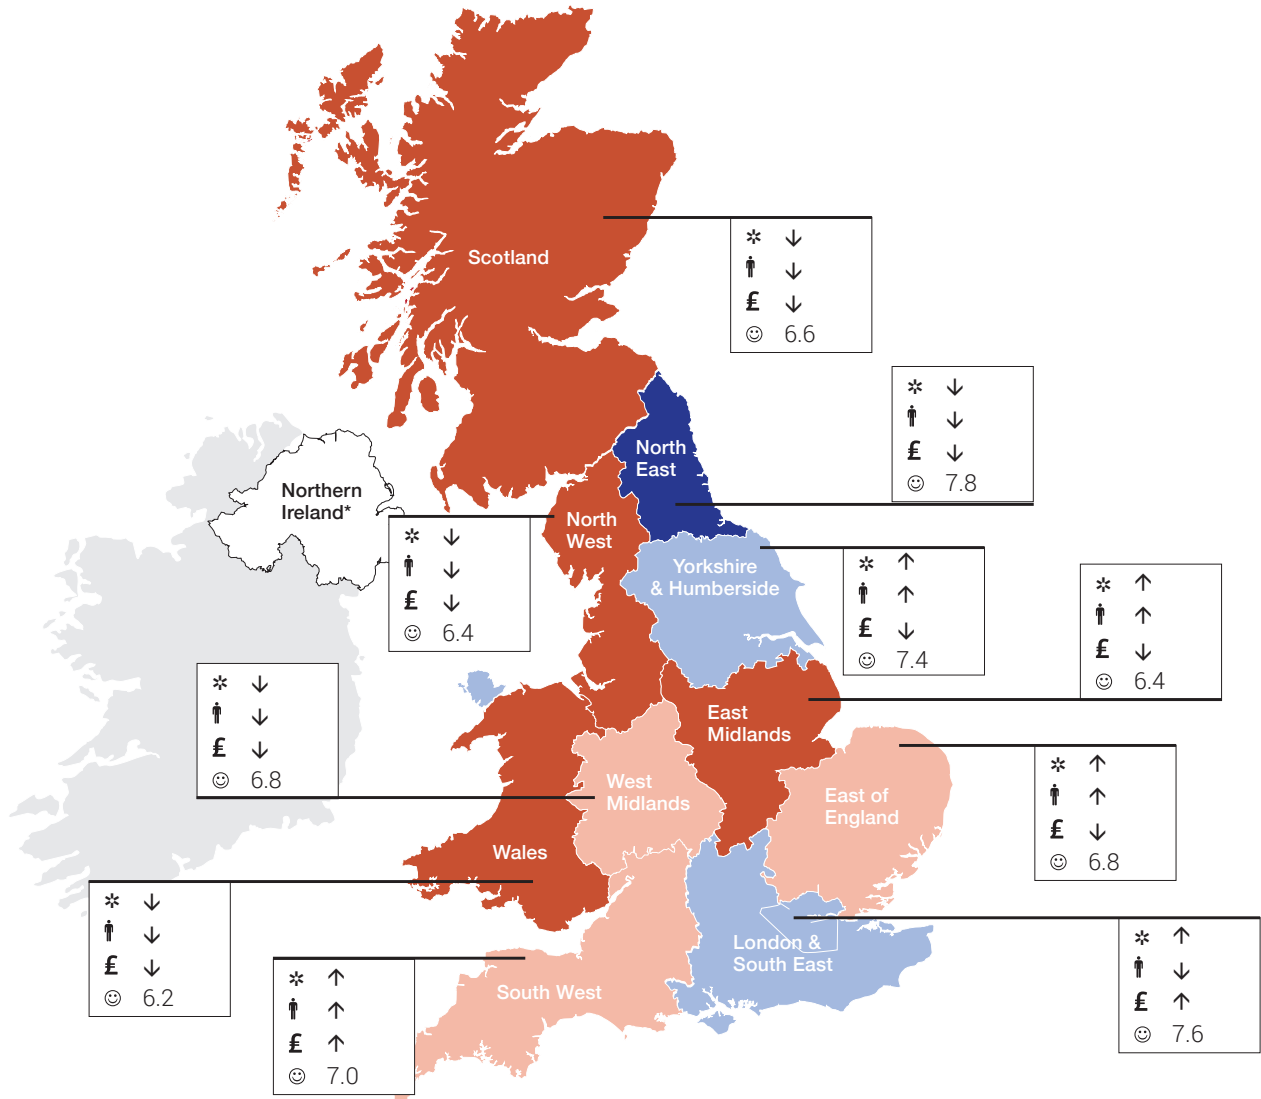 Scotland
✲ ↓
↓
£ ↓
☺ 6.6
✲ ↓
↓
£ ↓
☺ 7.8
North
East
Northern
Ireland*
North
West
✲ ↓
↓
£ ↓
☺ 6.4
Yorkshire
& Humberside
✲ ↑
↑
£ ↓
☺ 7.4
✲ ↑
↑
£ ↓
☺ 6.4
✲ ↓
↓
£ ↓
☺ 6.8
East
Midlands
West
Midlands
East of
England
✲ ↑
↑
£ ↓
☺ 6.8
Wales
✲ ↓
↓
£ ↓
☺ 6.2
London &
South East
✲ ↑
↓
£ ↑
☺ 7.6
South West
✲ ↑
↑
£ ↑
☺ 7.0